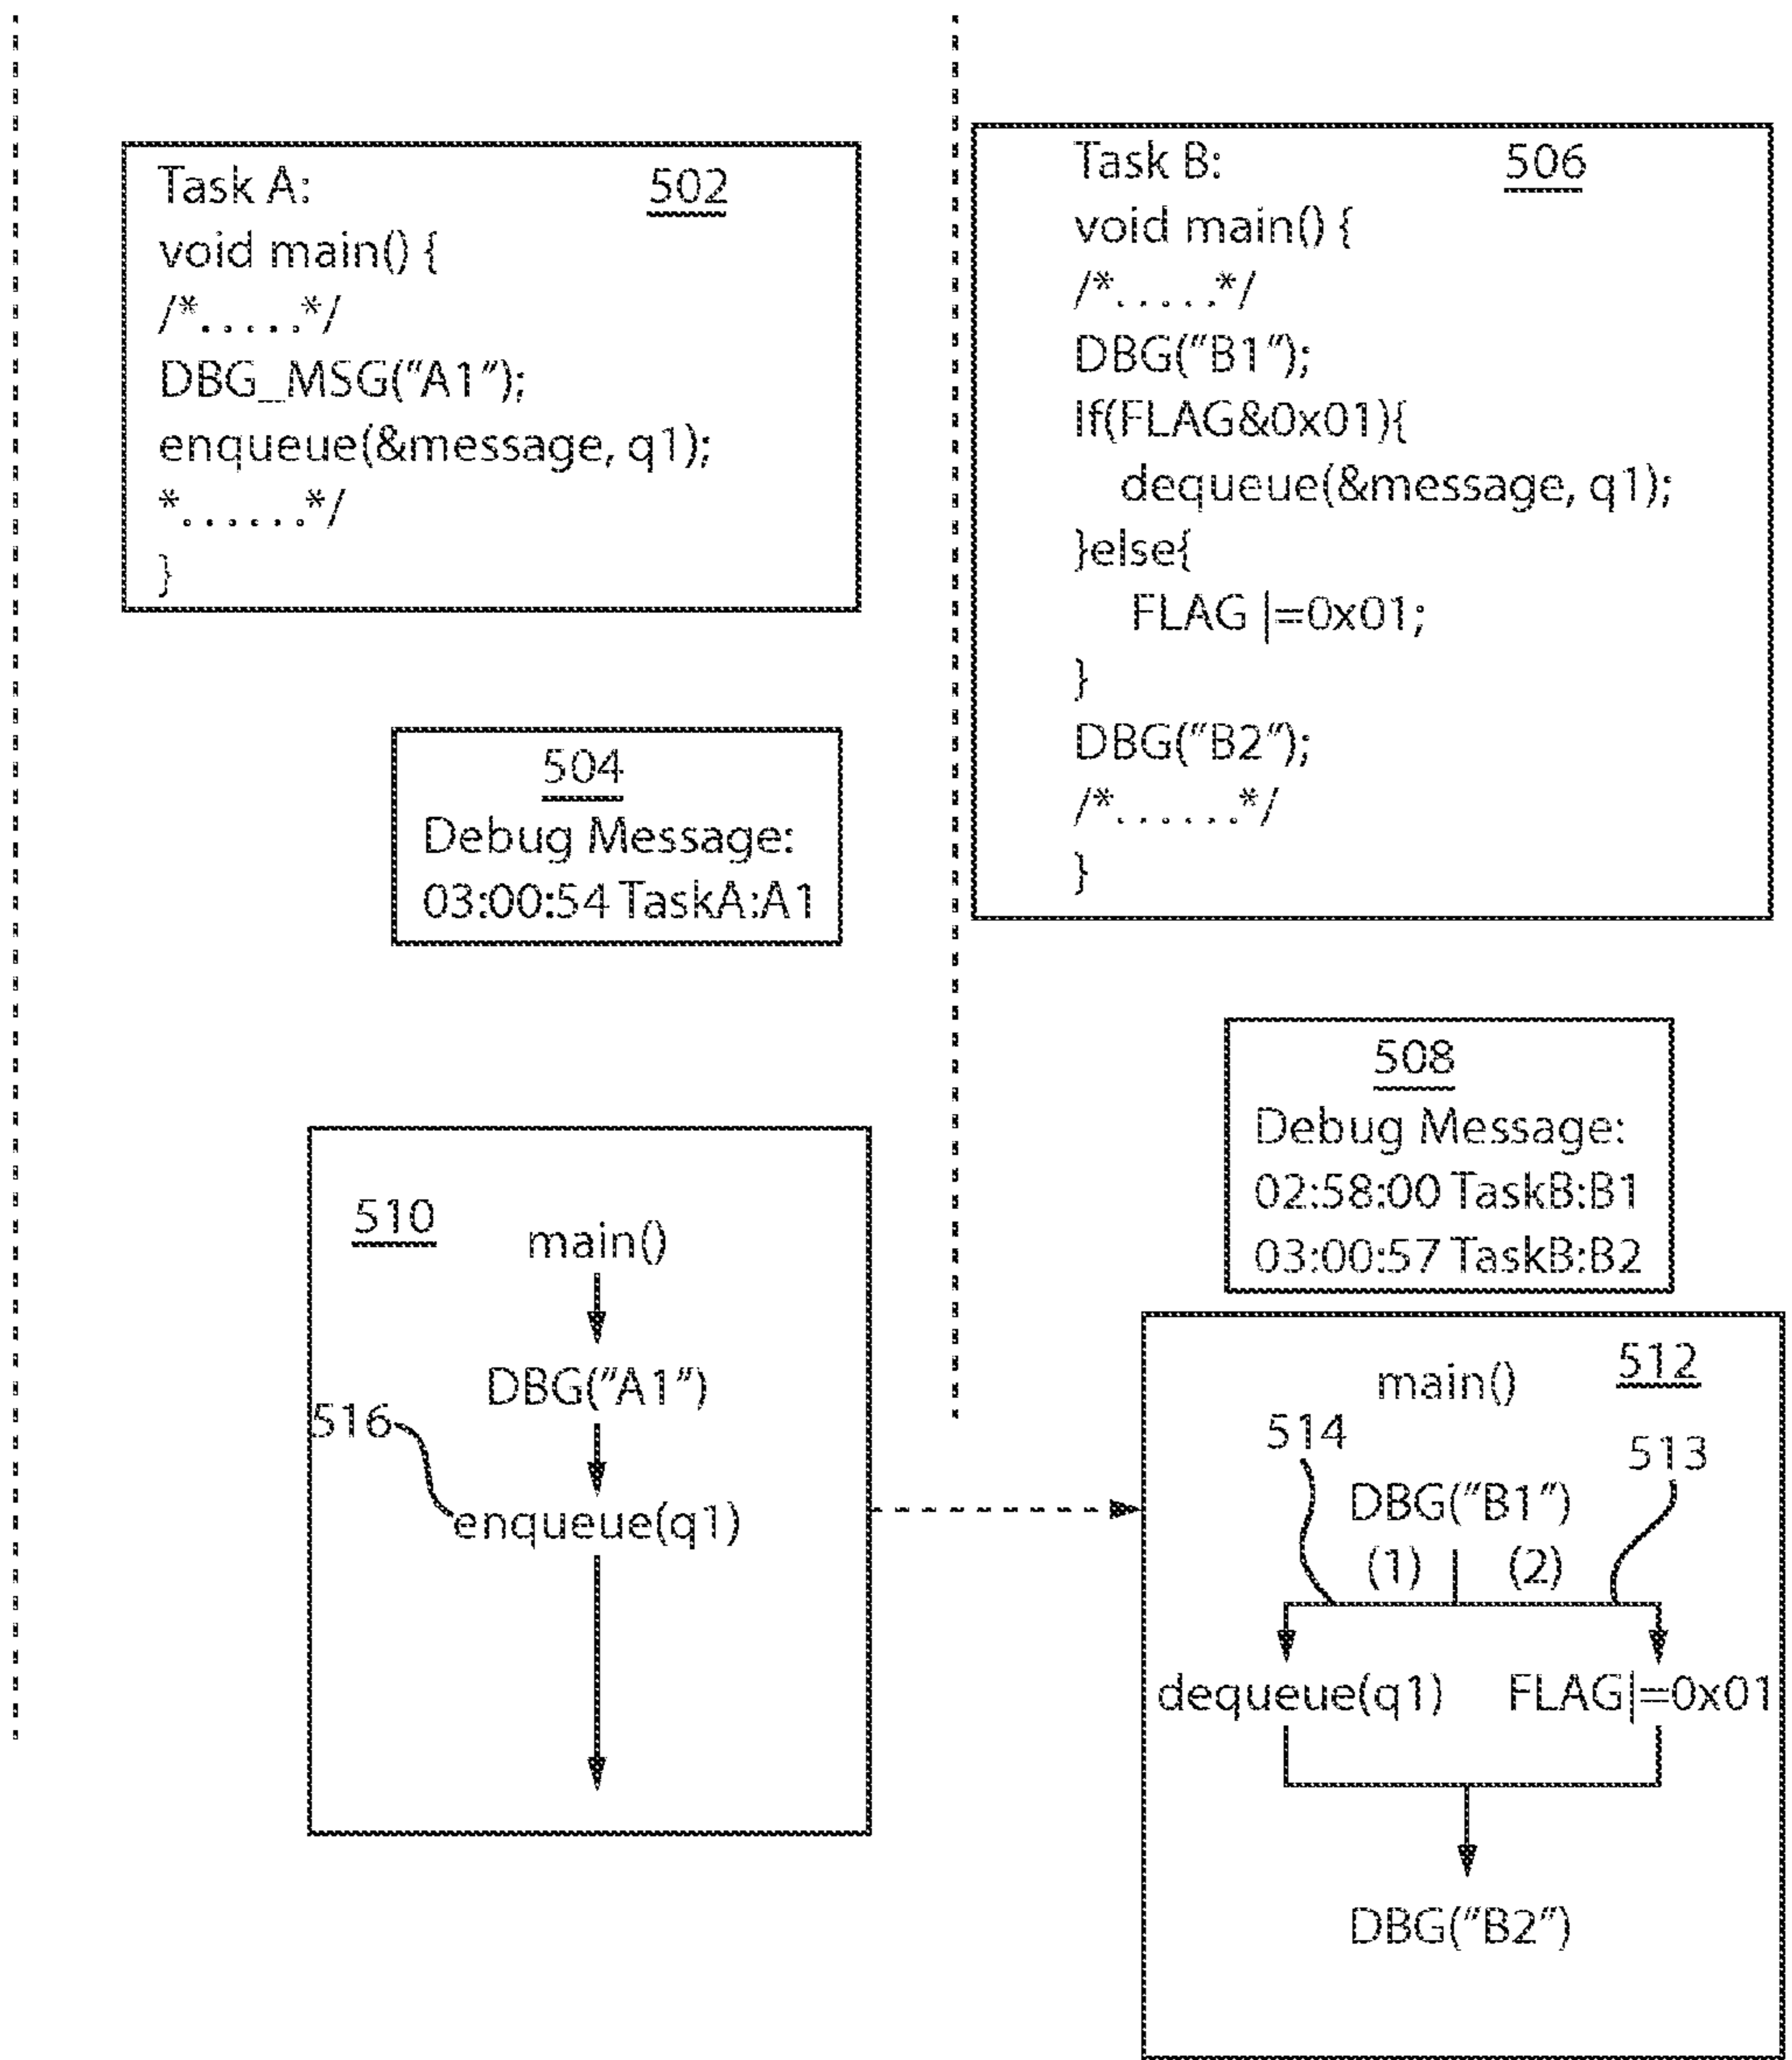 Task A: 502
void main() {
/*.....*/
DBG_MSG("A1");
enqueue(&message, q1);
*......*/
}
504
Debug Message:
03:00:54 TaskA:A1
510
main()
DBG("A1")
516
enqueue(q1)
Task B: 506
void main() {
/*.....*/
DBG("B1");
If(FLAG&0x01){
dequeue(&message, q1);
}else{
FLAG |=0x01;
}
DBG("B2");
/*......*/
}
508
Debug Message:
02:58:00 TaskB:B1
03:00:57 TaskB:B2
main() 512
514 513
DBG("B1")
(1) (2)
dequeue(q1) FLAG|=0x01
DBG("B2")